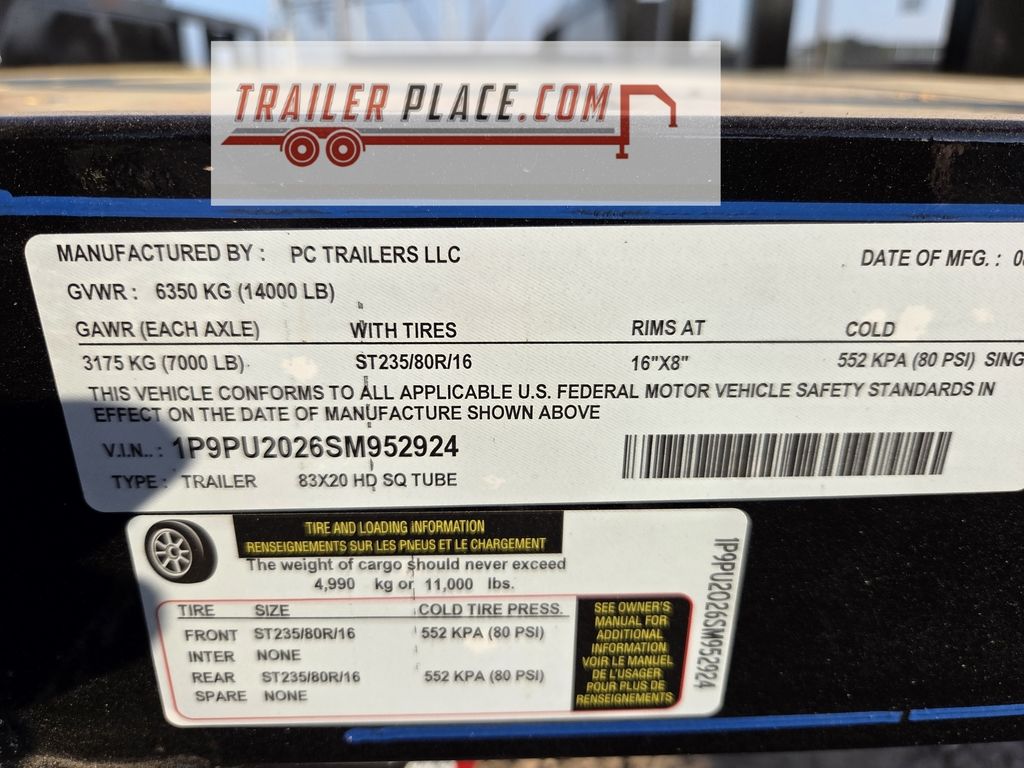 TRAILER PLACE.COM
MANUFACTURED BY : PC TRAILERS LLC DATE OF MFG. :
GVWR : 6350 KG (14000 LB)
GAWR (EACH AXLE) WITH TIRES RIMS AT COLD
3175 KG (7000 LB) ST235/80R/16 16"X8" 552 KPA (80 PSI) SING
THIS VEHICLE CONFORMS TO ALL APPLICABLE U.S. FEDERAL MOTOR VEHICLE SAFETY STANDARDS IN
EFFECT ON THE DATE OF MANUFACTURE SHOWN ABOVE
V.I.N.. : 1P9PU2026SM952924
TYPE : TRAILER 83X20 HD SQ TUBE
TIRE AND LOADING INFORMATION
RENSEIGNEMENTS SUR LES PNEUS ET LE CHARGEMENT
The weight of cargo should never exceed
4,990 kg or 11,000 lbs.
TIRE SIZE COLD TIRE PRESS.
FRONT ST235/80R/16 552 KPA (80 PSI)
INTER NONE
REAR ST235/80R/16 552 KPA (80 PSI)
SPARE NONE
SEE OWNER'S
MANUAL FOR
ADDITIONAL
INFORMATION
VOIR LE MANUEL
DE L'USAGER
POUR PLUS DE
RENSEIGNEMENTS
1P9PU2026SM952924